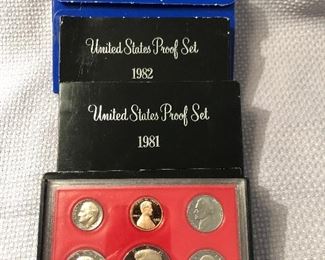 United States Proof Set
1982
United States Proof Set
1981